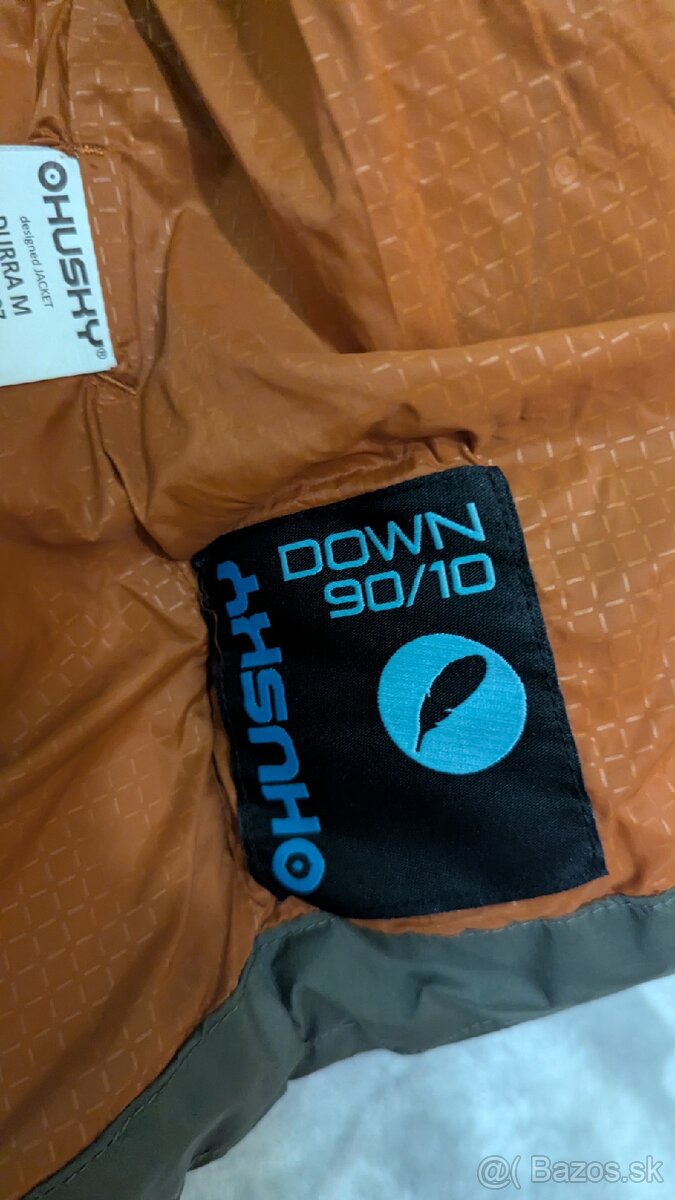 HUSKY®
designed JACKET
HUSKY
DOWN
90/10
@( Bazos.sk